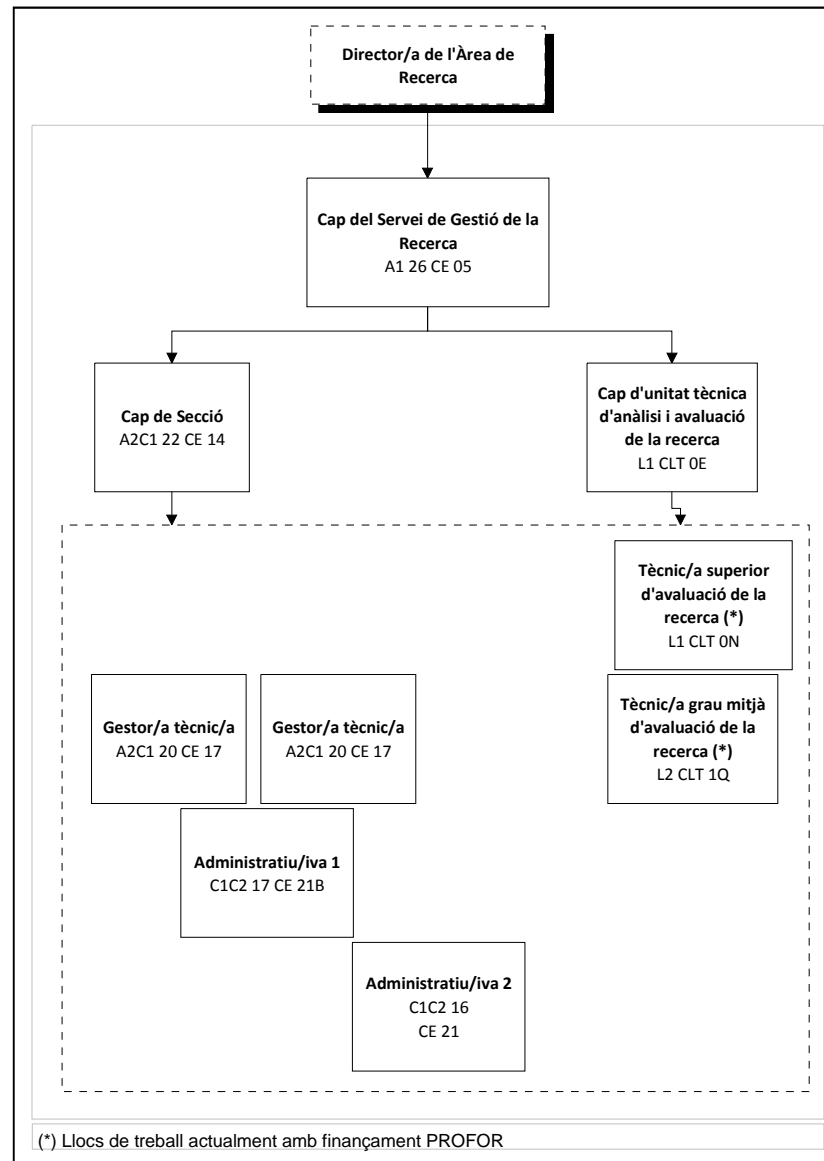 Director/a de l'Àrea de
Recerca
Cap del Servei de Gestió de la
Recerca
A1 26 CE 05
Cap de Secció
A2C1 22 CE 14
Cap d'unitat tècnica
d'anàlisi i avaluació
de la recerca
L1 CLT 0E
Tècnic/a superior
d'avaluació de la
recerca (*)
L1 CLT 0N
Gestor/a tècnic/a
A2C1 20 CE 17
Gestor/a tècnic/a
A2C1 20 CE 17
Tècnic/a grau mitjà
d'avaluació de la
recerca (*)
L2 CLT 1Q
Administratiu/iva 1
C1C2 17 CE 21B
Administratiu/iva 2
C1C2 16
CE 21
(*) Llocs de treball actualment amb finançament PROFOR